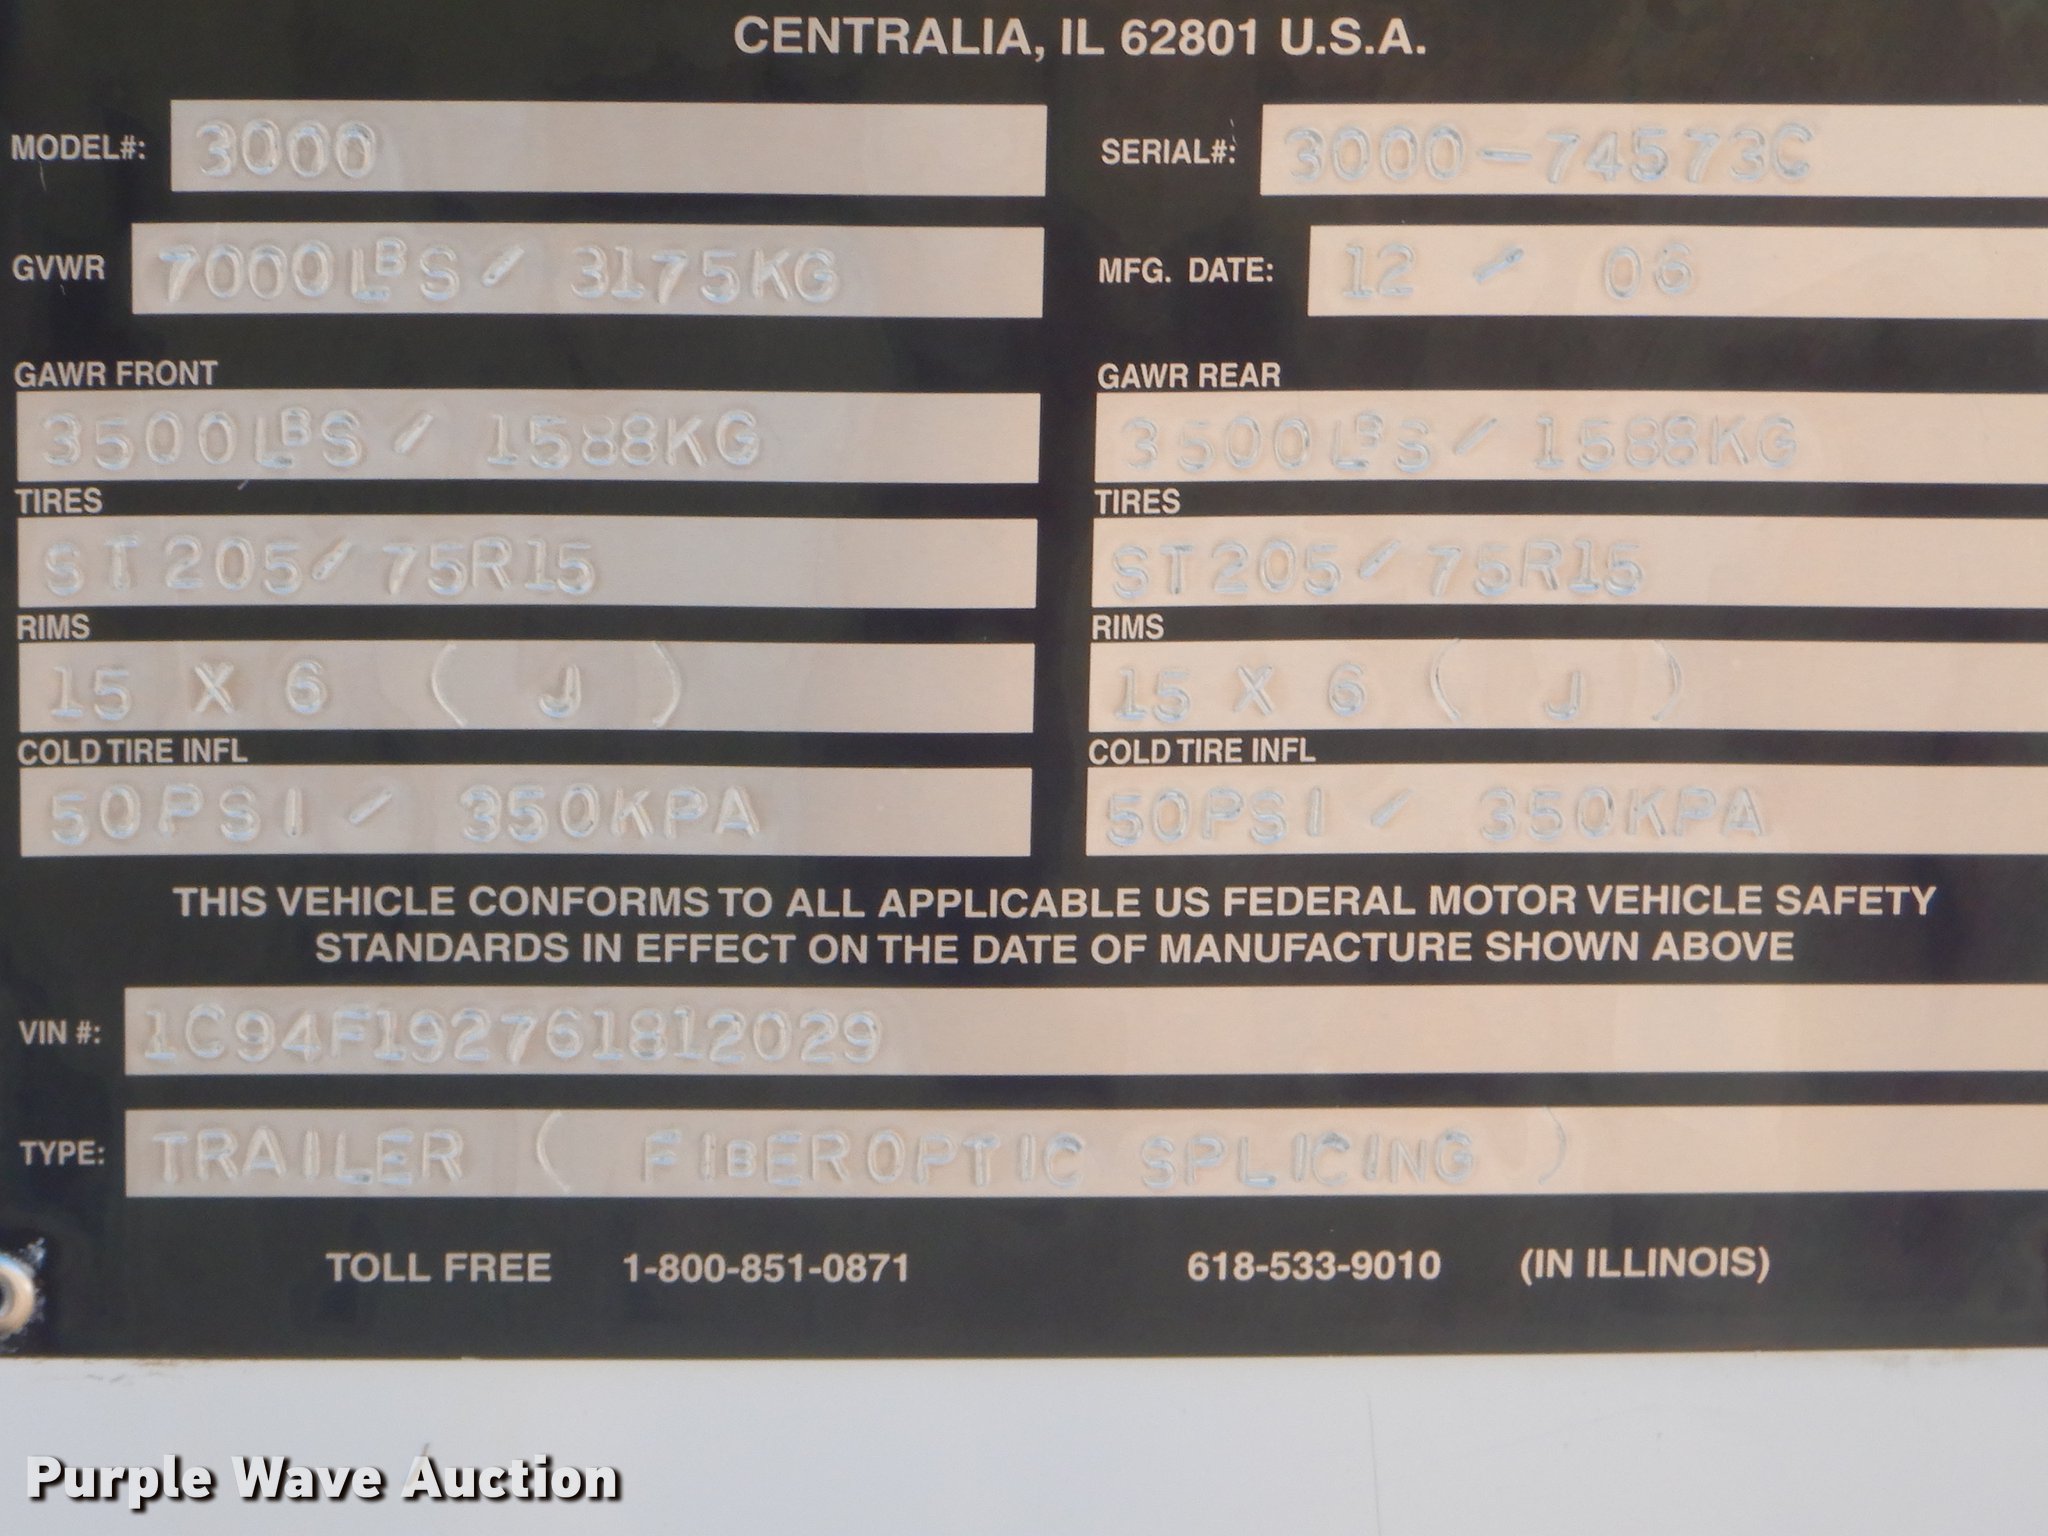 CENTRALIA, IL 62801 U.S.A.
MODEL#: 3000 SERIAL#: 3000-74573C
GVWR 7000LBS/ 3175KG MFG. DATE: 12 / 06
GAWR FRONT GAWR REAR
3500LBS/ 1588KG 3500LBS/ 1588KG
TIRES TIRES
ST205/75R15 ST205/75R15
RIMS RIMS
15 X 6 ( J ) 15 X 6 ( J )
COLD TIRE INFL COLD TIRE INFL
50PSI/ 350KPA 50PSI/ 350KPA
THIS VEHICLE CONFORMS TO ALL APPLICABLE US FEDERAL MOTOR VEHICLE SAFETY
STANDARDS IN EFFECT ON THE DATE OF MANUFACTURE SHOWN ABOVE
VIN #: 1C94F192761812029
TYPE: TRAILER ( FIBEROPTIC SPLICING )
TOLL FREE 1-800-851-0871 618-533-9010 (IN ILLINOIS)
Purple Wave Auction